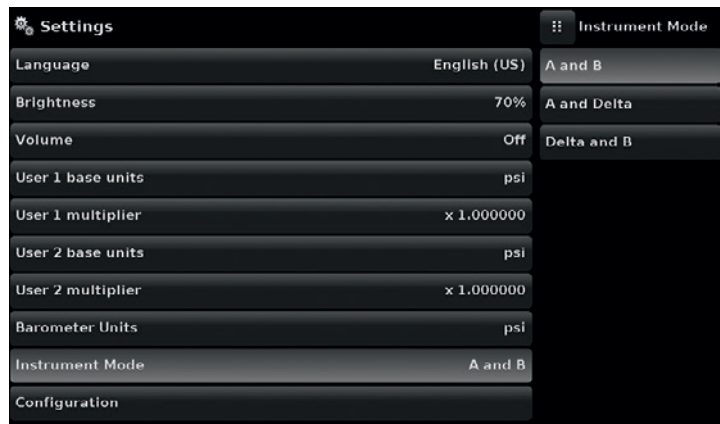 Settings
Language English (US)
Brightness 70%
Volume Off
User 1 base units psi
User 1 multiplier x 1.000000
User 2 base units psi
User 2 multiplier x 1.000000
Barometer Units psi
Instrument Mode A and B
Configuration
Instrument Mode
A and B
A and Delta
Delta and B